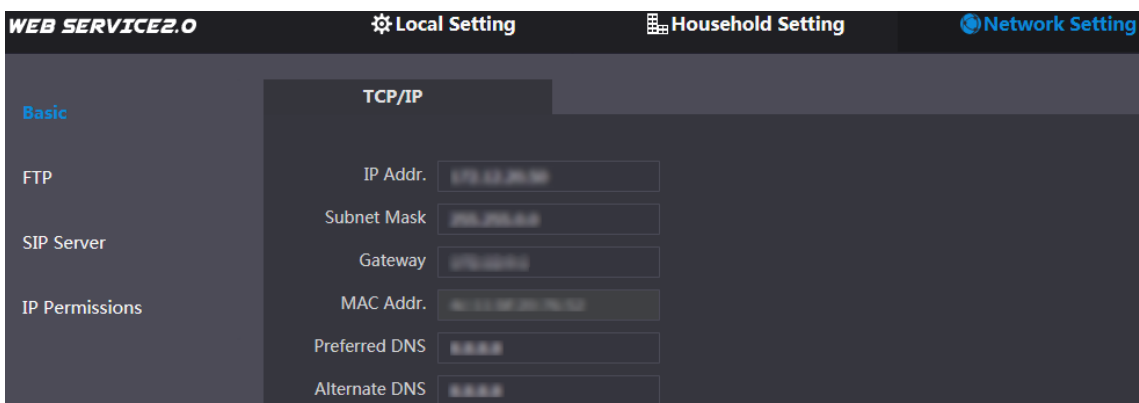 WEB SERVICE2.0 Local Setting Household Setting Network Setting
TCP/IP
Basic
FTP
SIP Server
IP Permissions
IP Addr.
Subnet Mask
Gateway
MAC Addr.
Preferred DNS
Alternate DNS